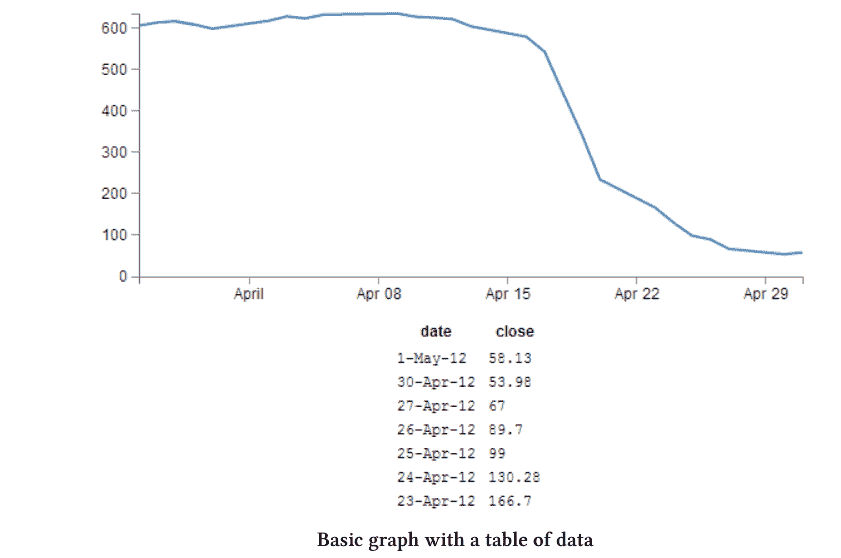 600
500
400
300
200
100
0
April Apr 08 Apr 15 Apr 22 Apr 29
date close
1-May-12 58.13
30-Apr-12 53.98
27-Apr-12 67
26-Apr-12 89.7
25-Apr-12 99
24-Apr-12 130.28
23-Apr-12 166.7
Basic graph with a table of data